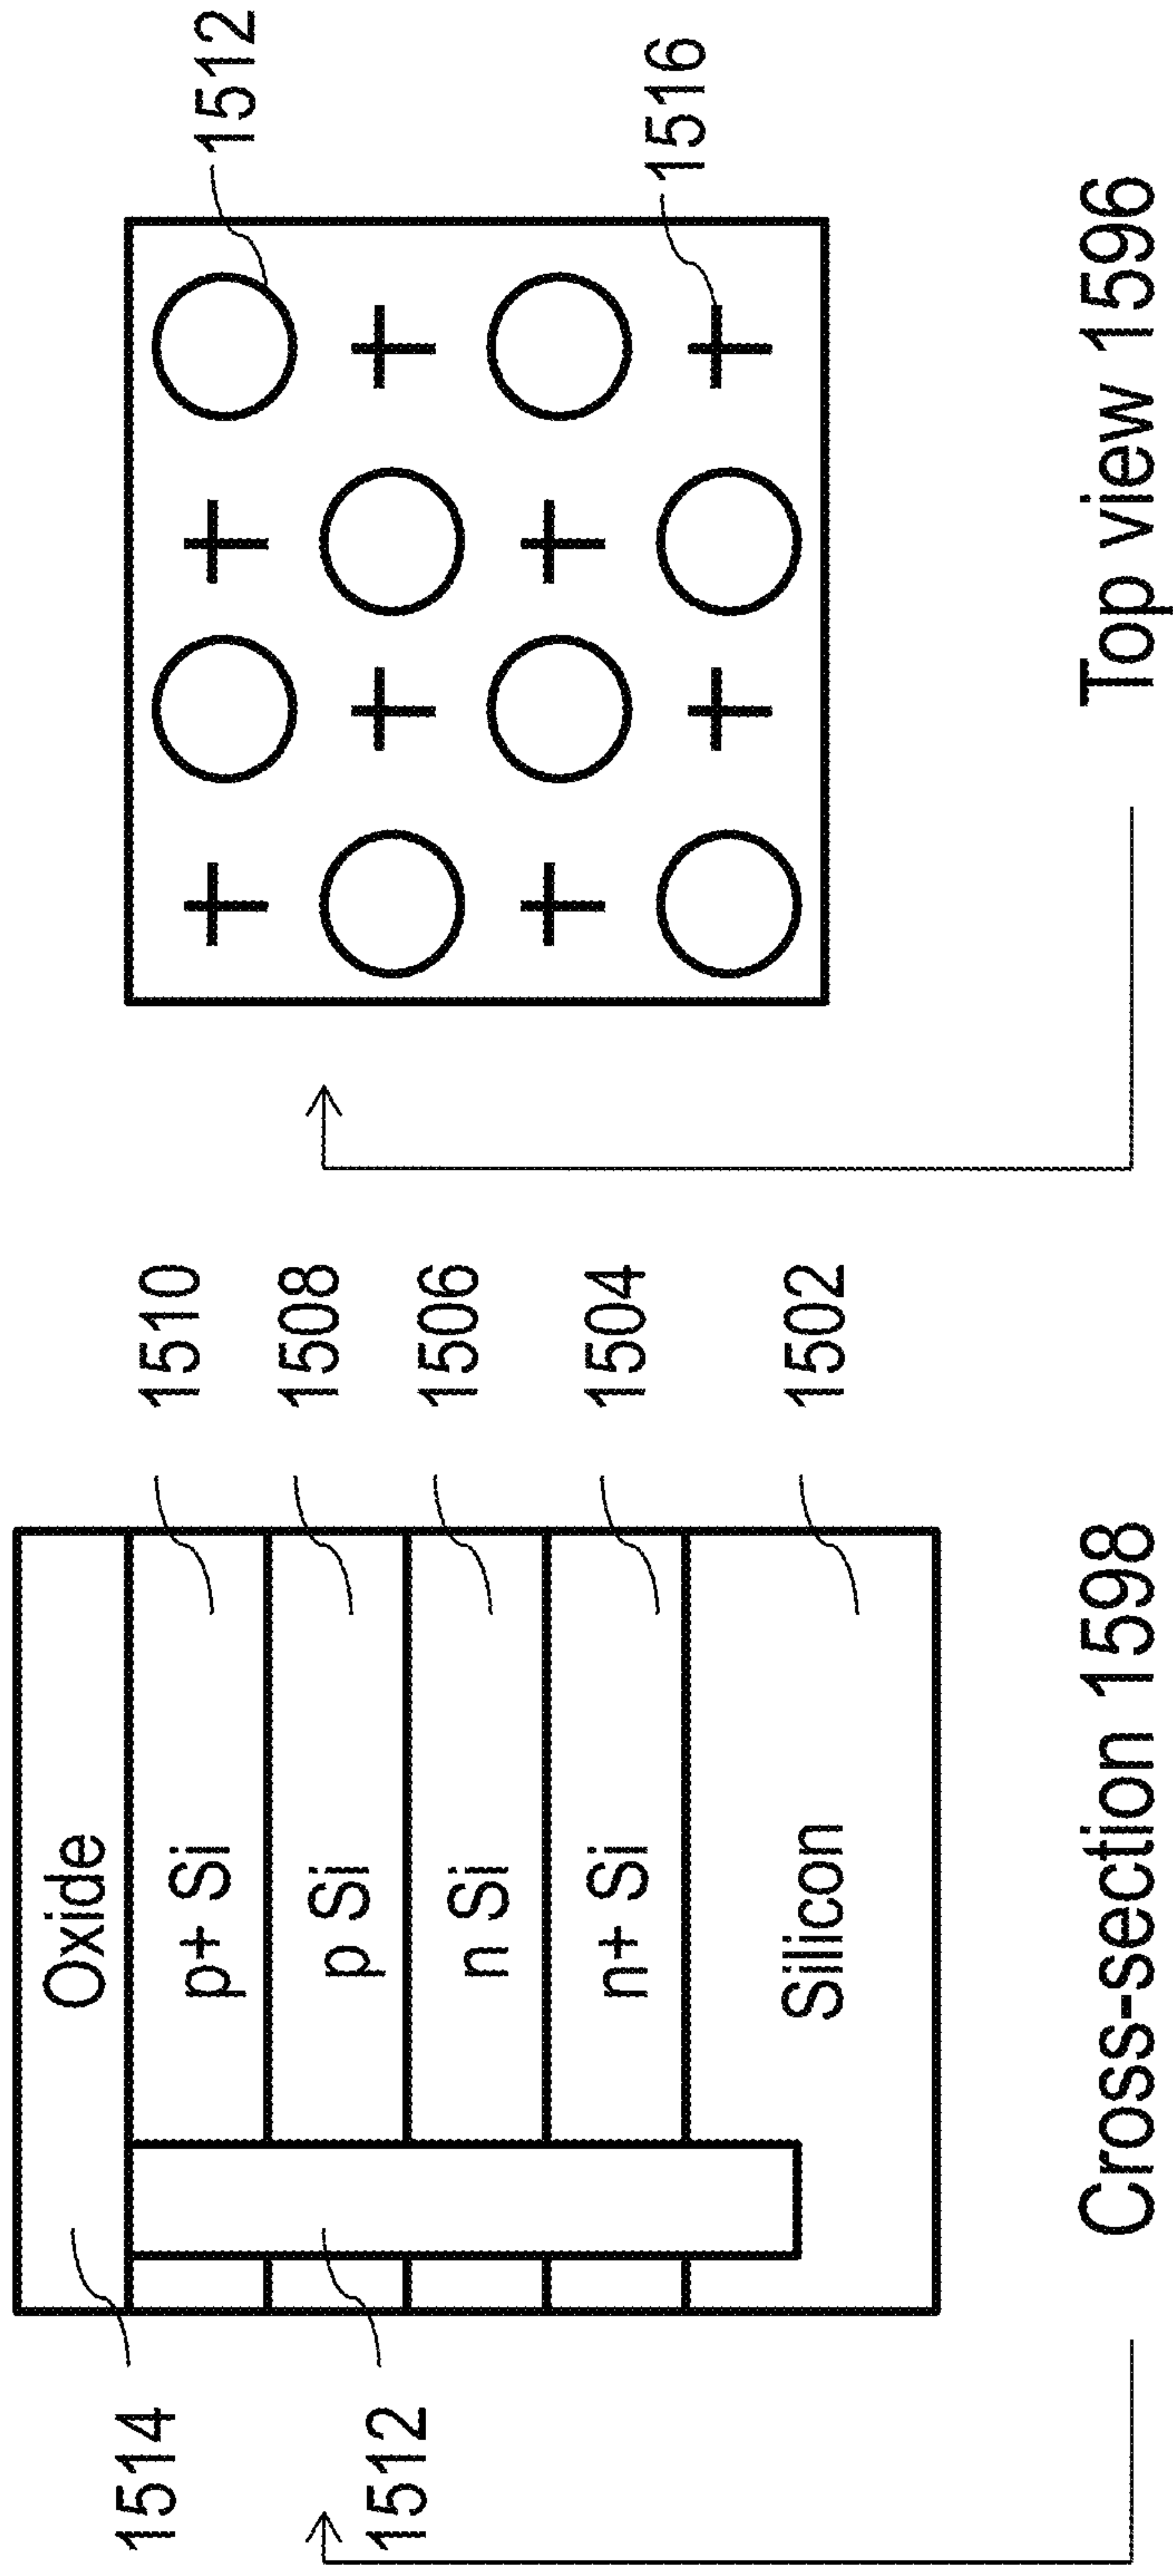 1514
1512
Oxide
p+ Si
p Si
n Si
n+ Si
Silicon
1510
1508
1506
1504
1502
Cross-section 1598
1512
1516
Top view 1596